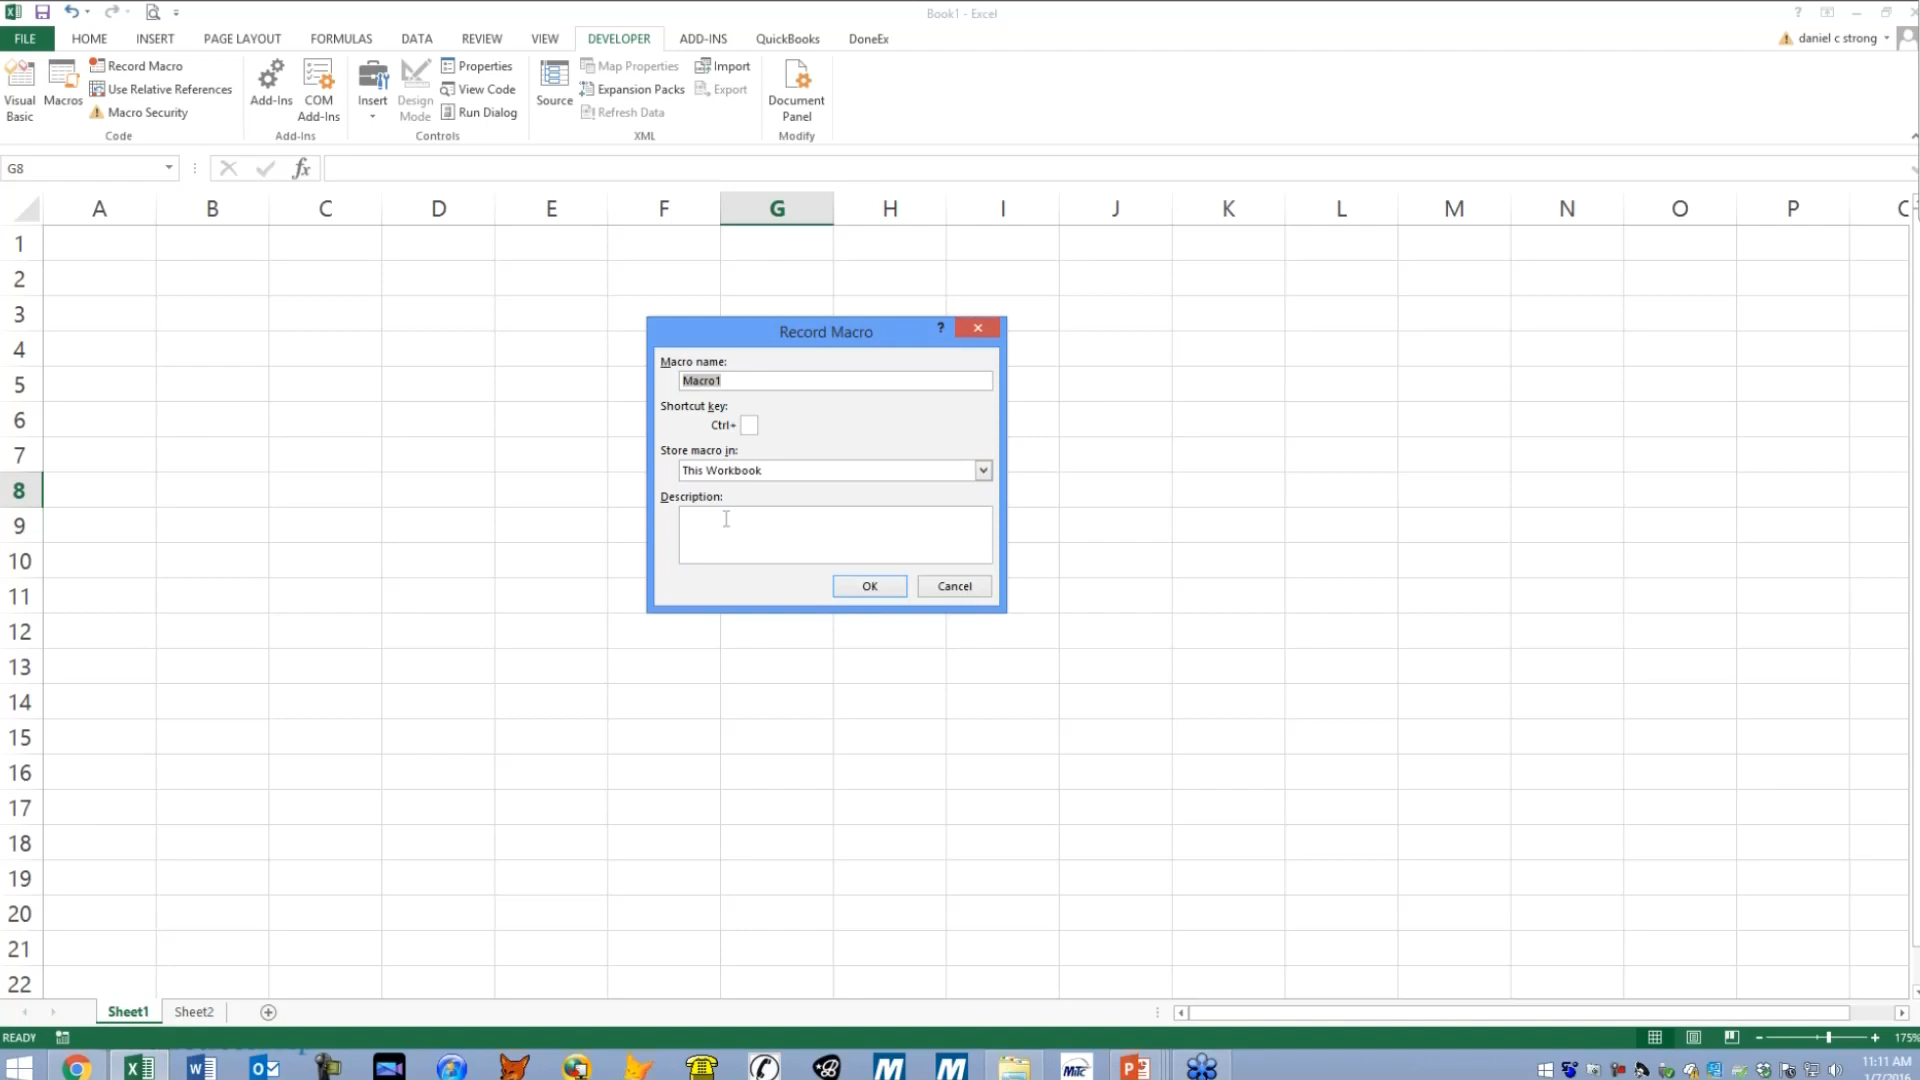 Book1 - Excel
FILE HOME INSERT PAGE LAYOUT FORMULAS DATA REVIEW VIEW DEVELOPER ADD-INS QuickBooks DoneEx
daniel c strong
Visual Basic
Macros
Record Macro
Use Relative References
Macro Security
Code
Add-Ins
COM Add-Ins
Add-Ins
Insert
Design Mode
Properties
View Code
Run Dialog
Controls
Source
Map Properties
Expansion Packs
Refresh Data
Import
Export
XML
Document Panel
Modify
G8
fx
A B C D E F G H I J K L M N O P
1
2
3
4
5
6
7
8
9
10
11
12
13
14
15
16
17
18
19
20
21
22
Record Macro
?
Macro name:
Macro1
Shortcut key:
Ctrl+
Store macro in:
This Workbook
Description:
OK Cancel
Sheet1 Sheet2
READY
175%
11:11 AM
1/7/2016